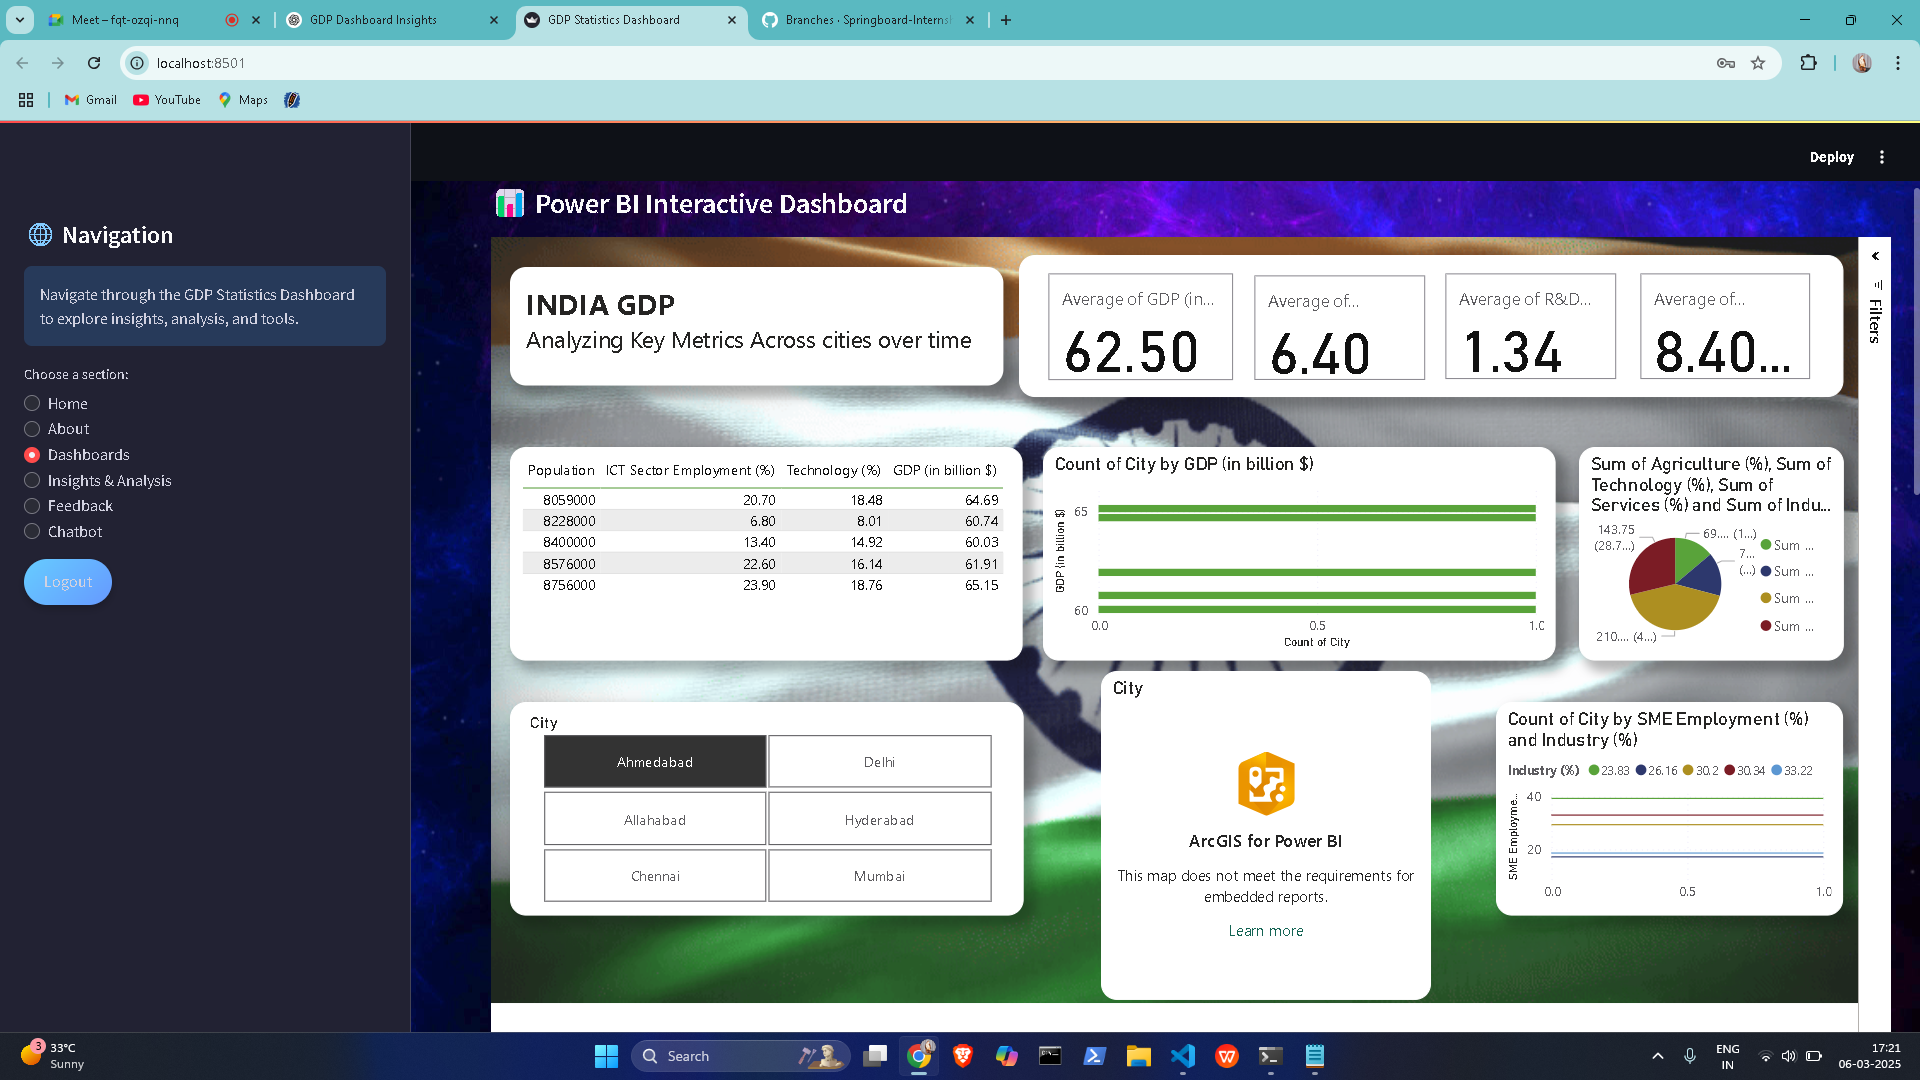 Meet – fqt-ozqi-nnq
GDP Dashboard Insights
GDP Statistics Dashboard
Branches · Springboard-Interns
localhost:8501
Gmail
YouTube
Maps
Deploy
Navigation
Navigate through the GDP Statistics Dashboard
to explore insights, analysis, and tools.
Choose a section:
Home
About
Dashboards
Insights & Analysis
Feedback
Chatbot
Logout
Power BI Interactive Dashboard
INDIA GDP
Analyzing Key Metrics Across cities over time
Average of GDP (in...
62.50
Average of...
6.40
Average of R&D...
1.34
Average of...
8.40...
Filters
Population ICT Sector Employment (%) Technology (%) GDP (in billion $)
8059000 20.70 18.48 64.69
8228000 6.80 8.01 60.74
8400000 13.40 14.92 60.03
8576000 22.60 16.14 61.91
8756000 23.90 18.76 65.15
Count of City by GDP (in billion $)
GDP (in billion $)
65
60
0.0 0.5 1.0
Count of City
Sum of Agriculture (%), Sum of
Technology (%), Sum of
Services (%) and Sum of Indu...
143.75
(28.7...)
69.... (1...)
7...
(...)
210.... (4...)
Sum ...
Sum ...
Sum ...
Sum ...
City
Ahmedabad
Delhi
Allahabad
Hyderabad
Chennai
Mumbai
City
ArcGIS for Power BI
This map does not meet the requirements for
embedded reports.
Learn more
Count of City by SME Employment (%)
and Industry (%)
Industry (%) 23.83 26.16 30.2 30.34 33.22
SME Employme...
40
20
0.0 0.5 1.0
3
33°C
Sunny
Search
ENG
IN
17:21
06-03-2025